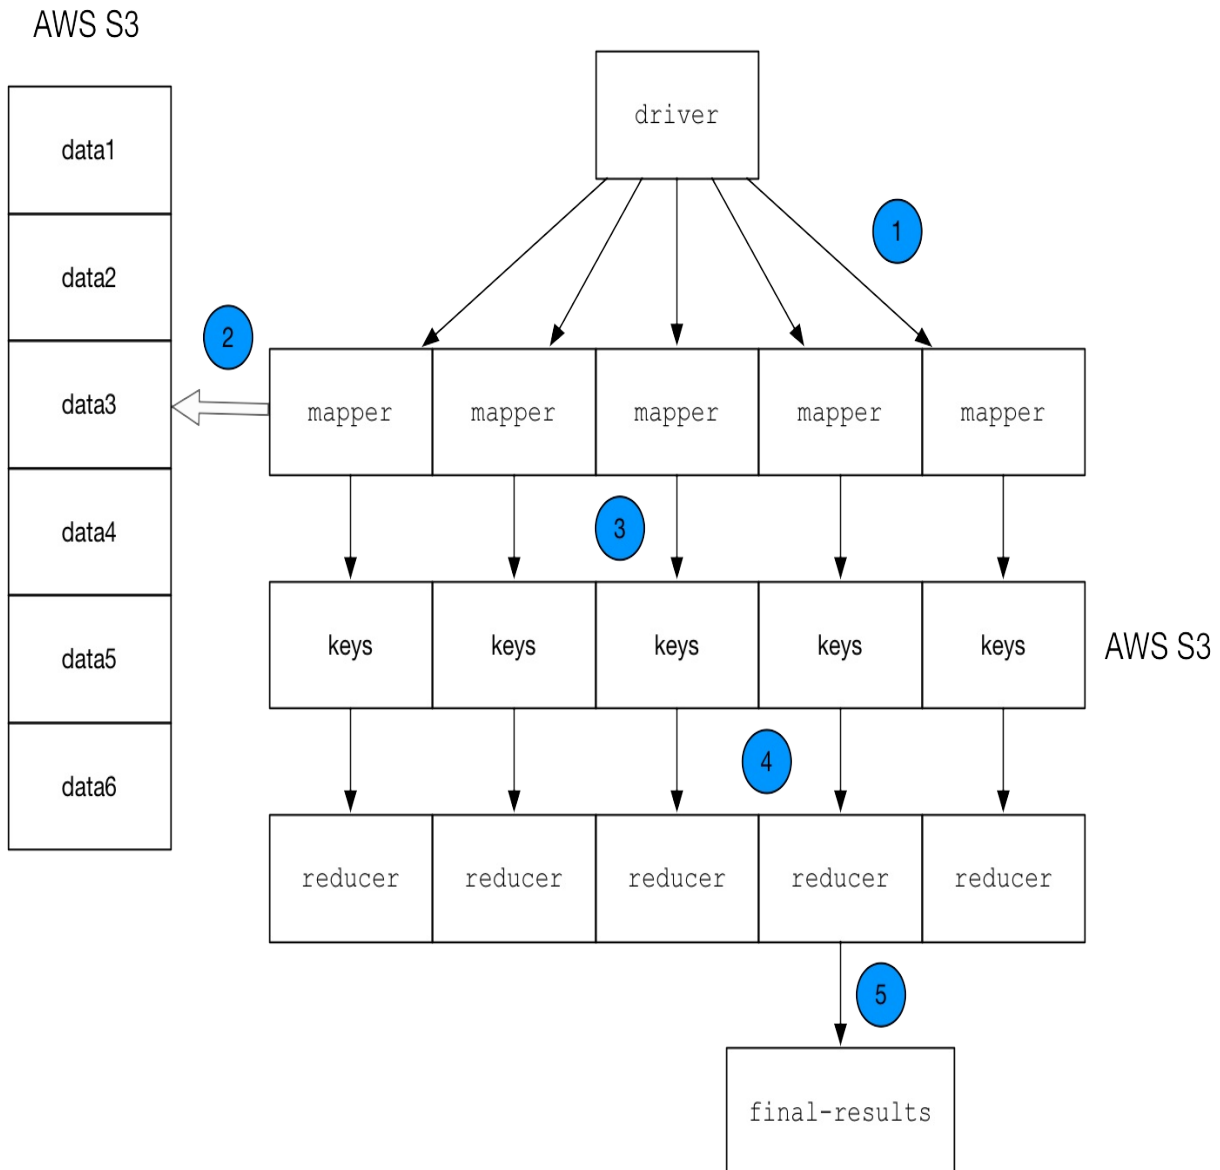 AWS S3
driver
data1
1
data2
2
data3
mapper mapper mapper mapper mapper
3
data4
keys keys keys keys keys
AWS S3
data5
4
data6
reducer reducer reducer reducer reducer
5
final-results